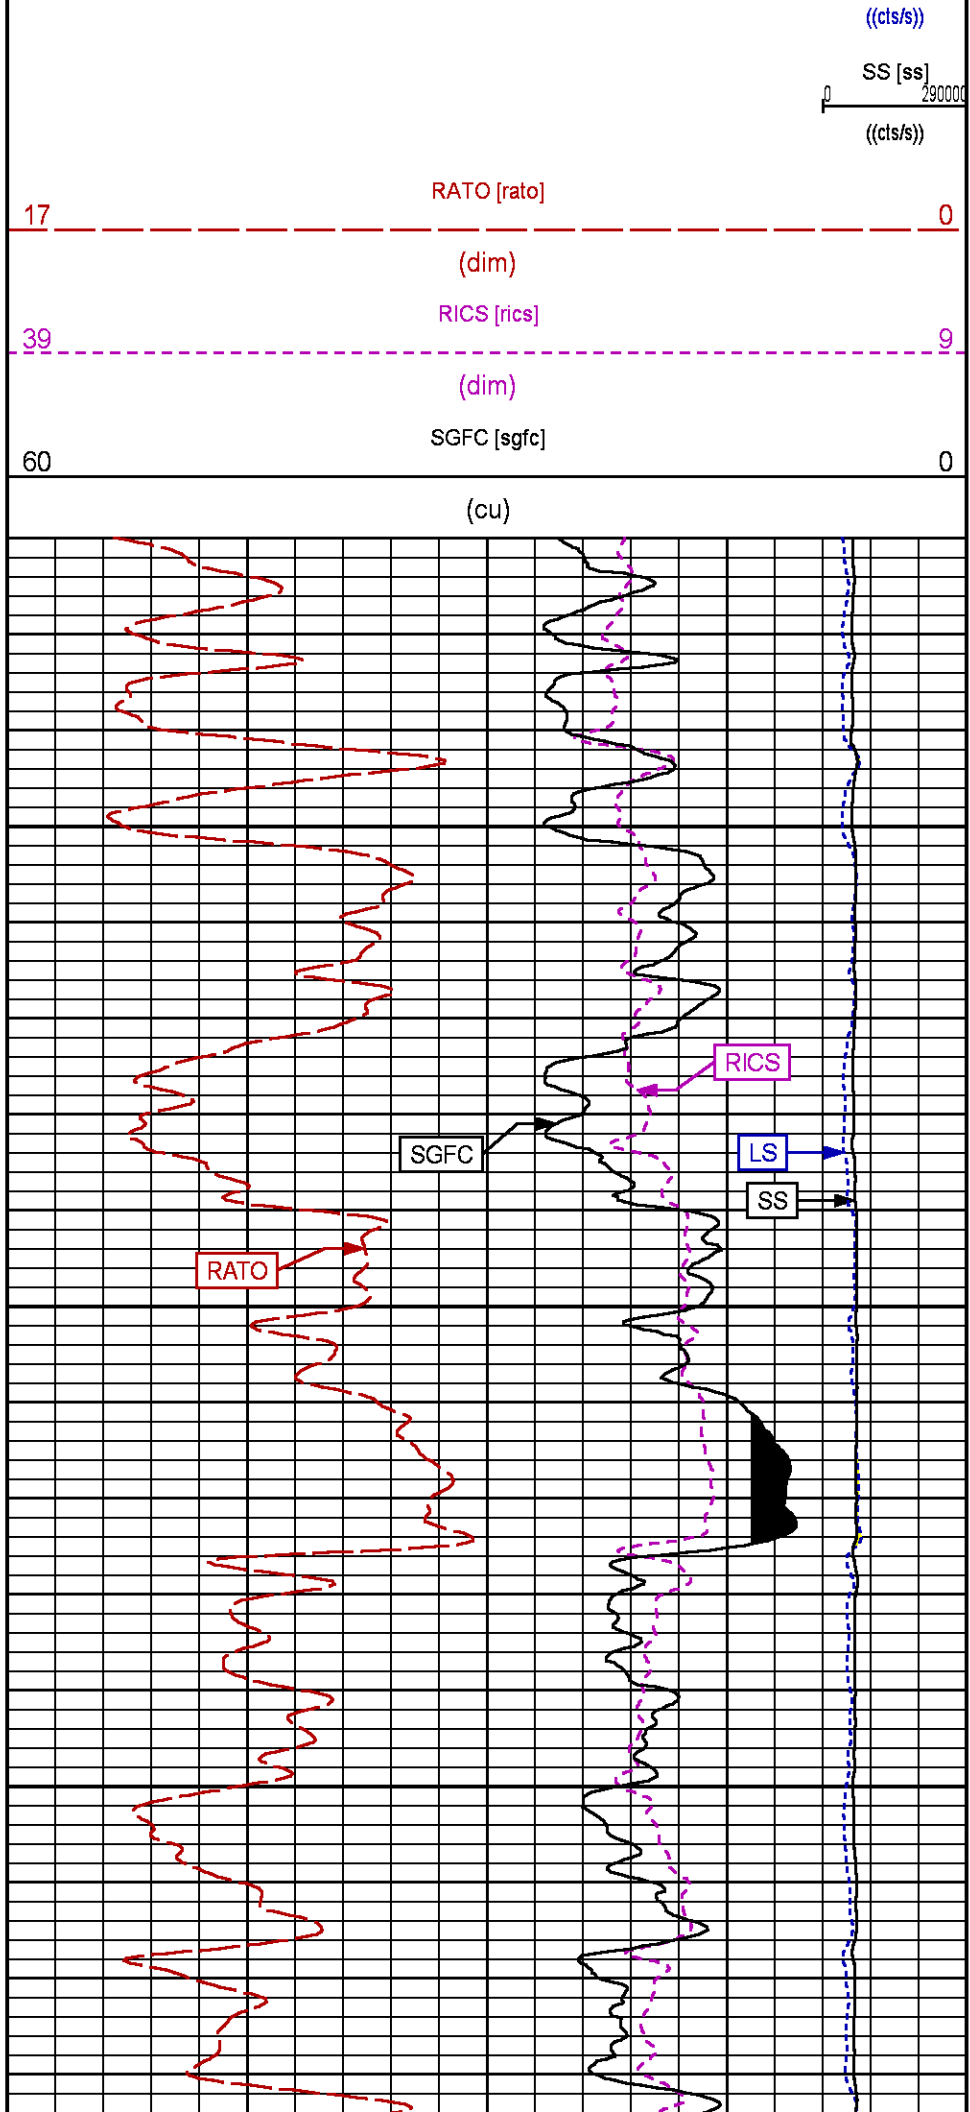 ((cts/s))
SS [ss]
0 290000
((cts/s))
RATO [rato]
17 0
(dim)
RICS [rics]
39 9
(dim)
SGFC [sgfc]
60 0
(cu)
RICS
SGFC
LS
SS
RATO